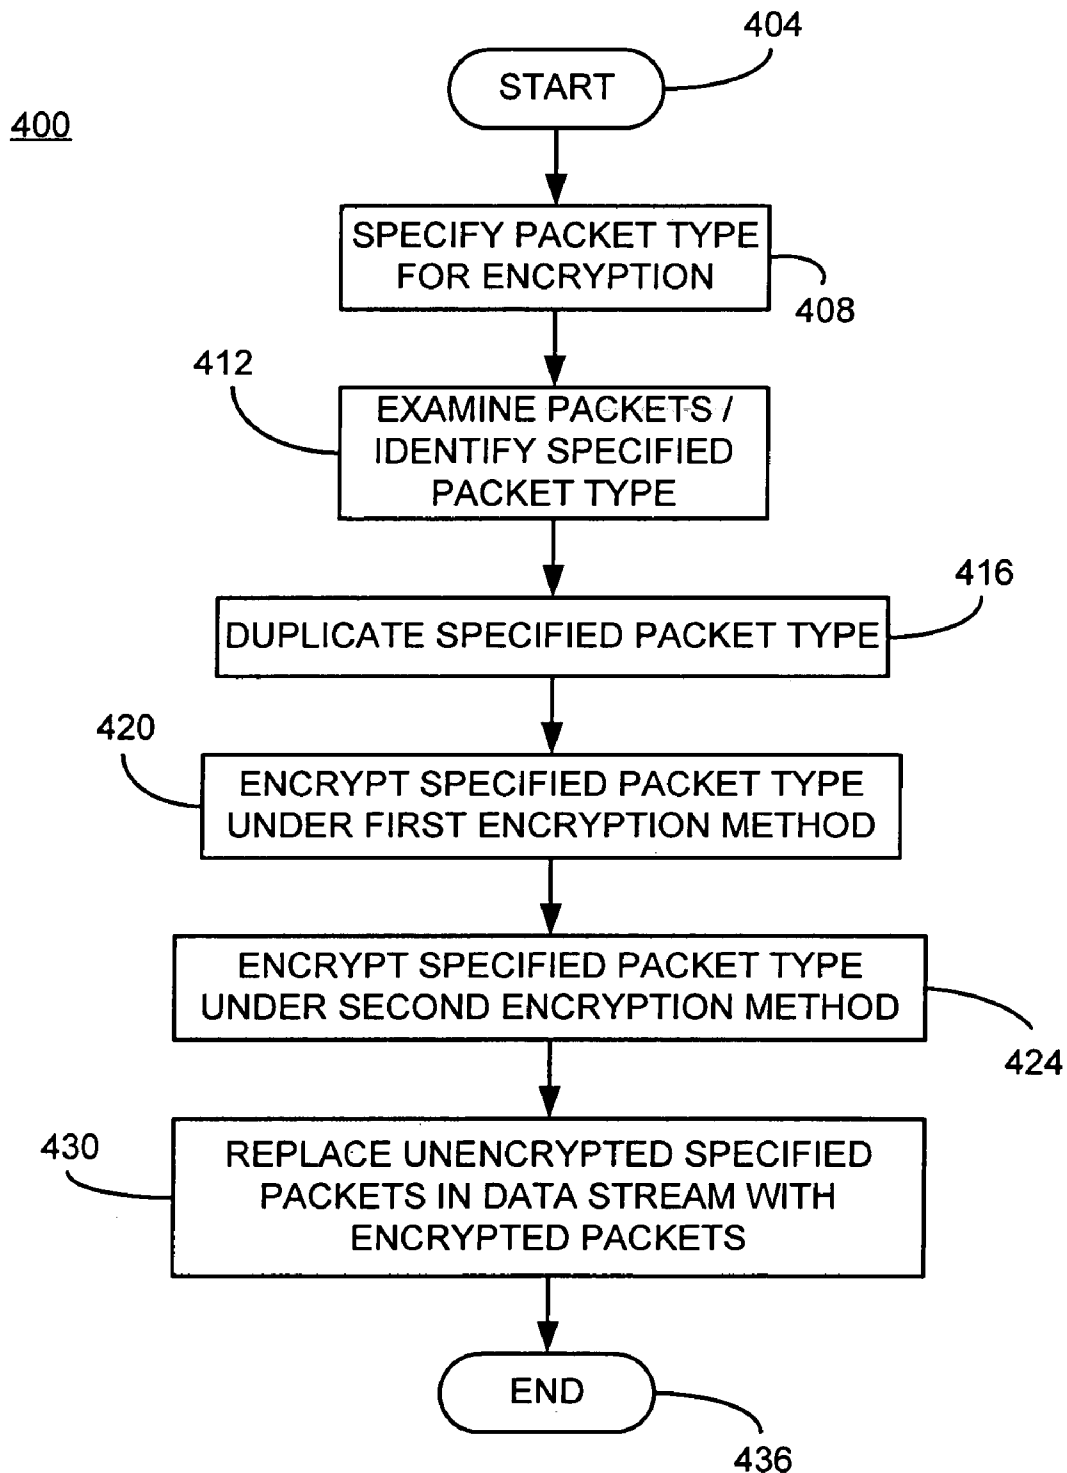 404
START
400
SPECIFY PACKET TYPE
FOR ENCRYPTION
408
412
EXAMINE PACKETS /
IDENTIFY SPECIFIED
PACKET TYPE
416
DUPLICATE SPECIFIED PACKET TYPE
420
ENCRYPT SPECIFIED PACKET TYPE
UNDER FIRST ENCRYPTION METHOD
ENCRYPT SPECIFIED PACKET TYPE
UNDER SECOND ENCRYPTION METHOD
424
430
REPLACE UNENCRYPTED SPECIFIED
PACKETS IN DATA STREAM WITH
ENCRYPTED PACKETS
END
436